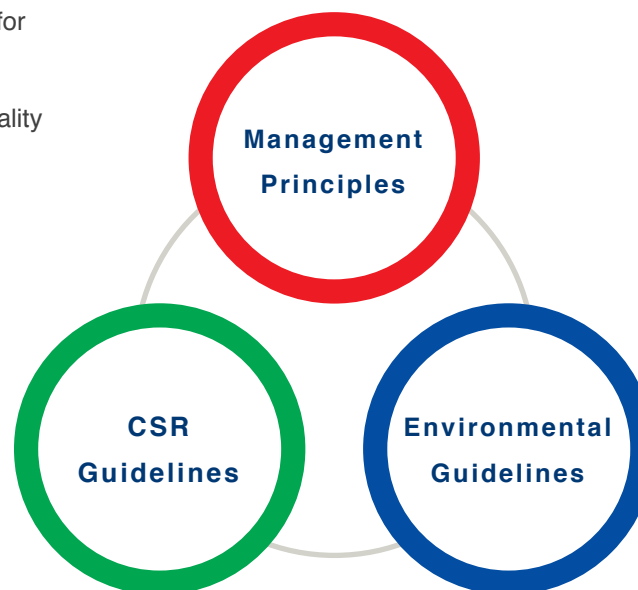 for
ality
Management
Principles
CSR
Guidelines
Environmental
Guidelines